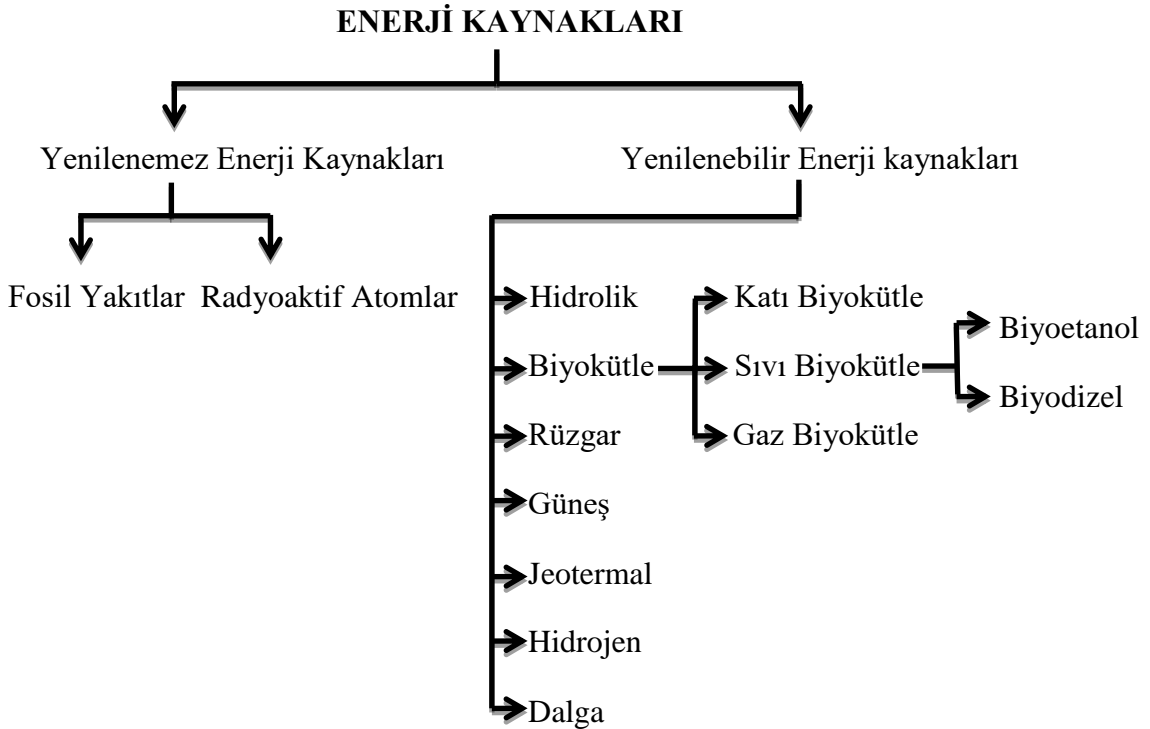 ENERJİ KAYNAKLARI
Yenilenemez Enerji Kaynakları
Yenilenebilir Enerji kaynakları
Fosil Yakıtlar
Radyoaktif Atomlar
Hidrolik
Biyokütle
Rüzgar
Güneş
Jeotermal
Hidrojen
Dalga
Katı Biyokütle
Sıvı Biyokütle
Gaz Biyokütle
Biyoetanol
Biyodizel